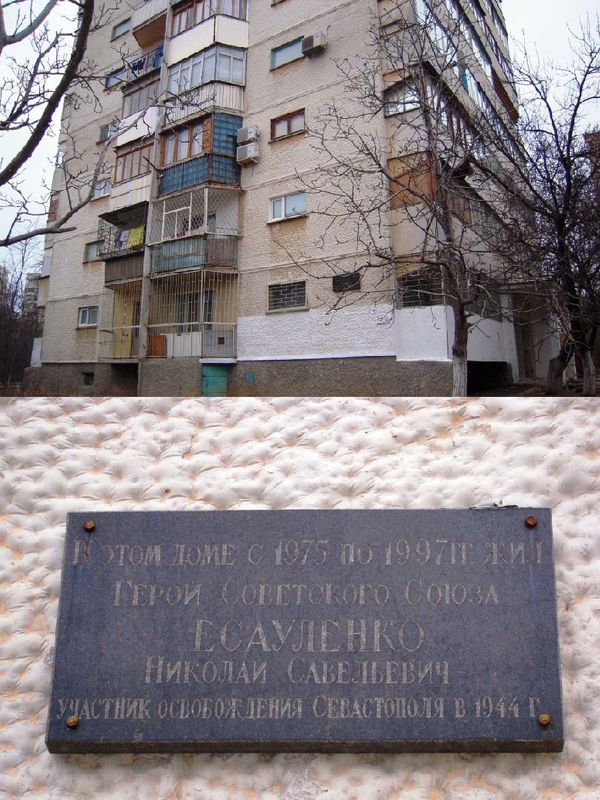 В этом доме с 1975 по 1997гг. жил
Герой Советского Союза
ЕСАУЛЕНКО
Николай Савельевич -
участник освобождения Севастополя в 1944 г.